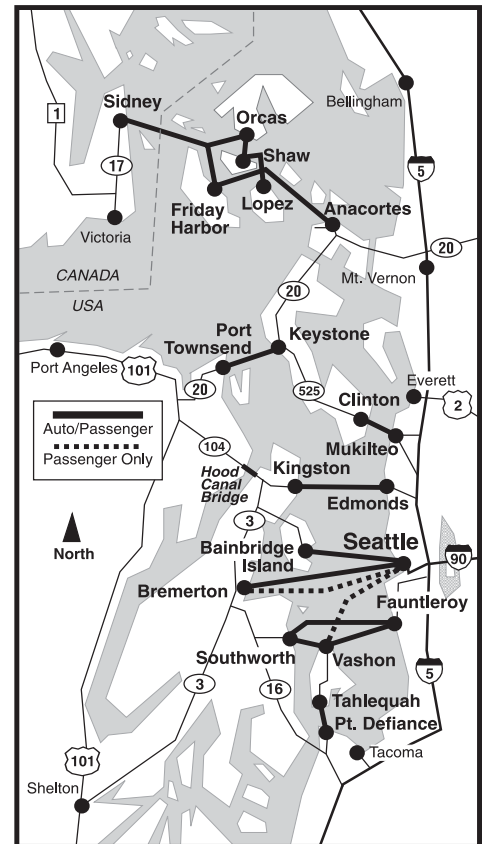 Bellingham
Sidney
1
Orcas
Shaw
17
5
Friday
Harbor
Lopez
Anacortes
Victoria
20
CANADA
USA
Mt. Vernon
20
Port
Townsend
Keystone
Port Angeles
101
20
525
Everett
2
Clinton
Mukilteo
Auto/Passenger
Passenger Only
104
Hood
Canal
Bridge
Kingston
Edmonds
North
3
Bainbridge
Island
Seattle
90
Bremerton
Fauntleroy
Southworth
Vashon
5
3
16
Tahlequah
Pt. Defiance
101
Tacoma
Shelton